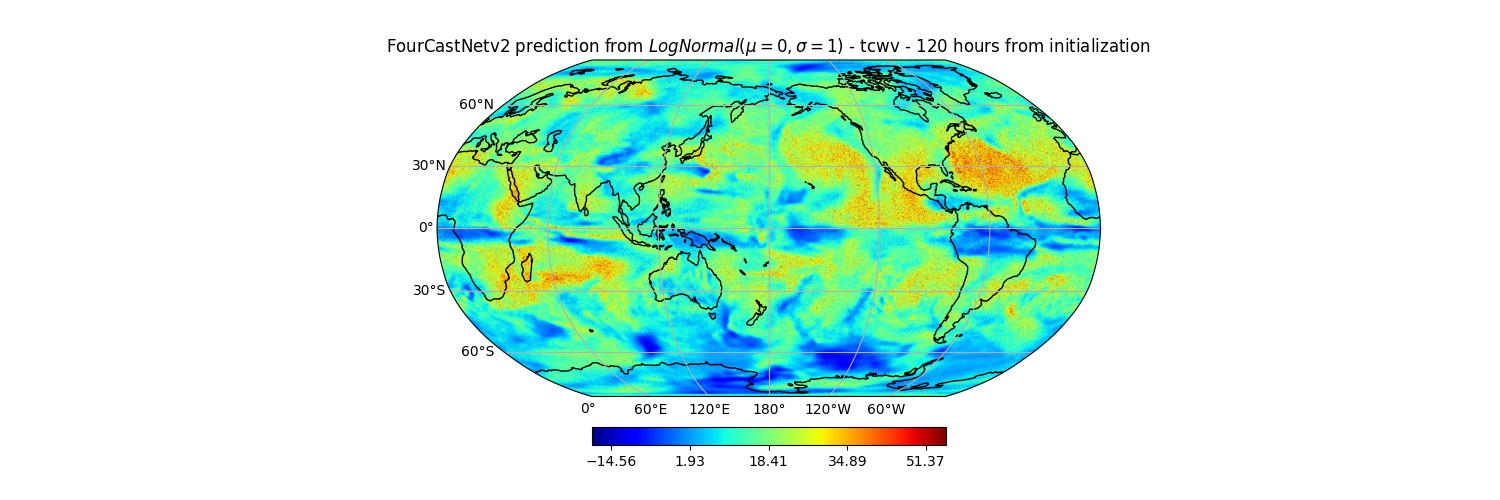 FourCastNetv2 prediction from LogNormal(μ = 0, σ = 1) - tcwv - 120 hours from initialization
60°N
30°N
0°
30°S
60°S
0° 60°E 120°E 180° 120°W 60°W
−14.56 1.93 18.41 34.89 51.37